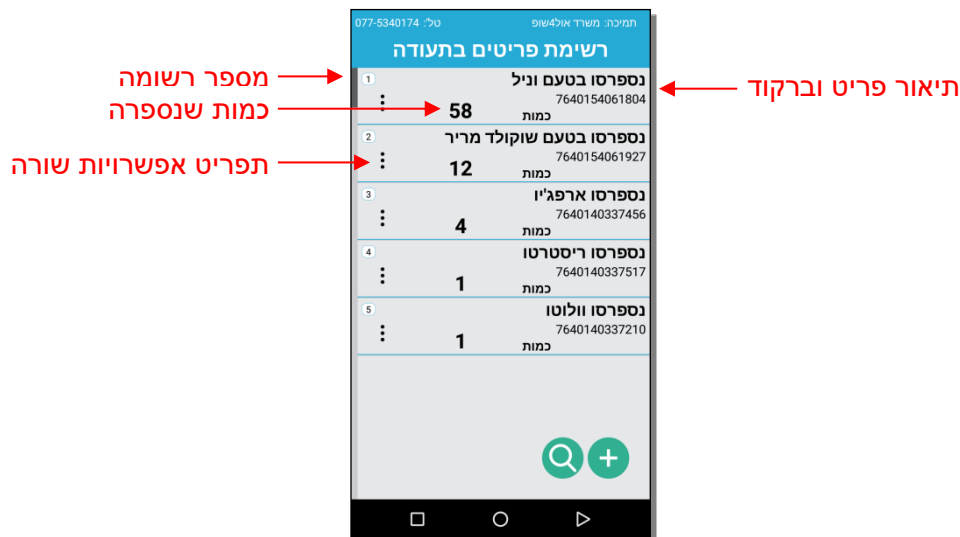 תמיכה: משרד אול4שופ טל': 077-5340174
רשימת פריטים בתעודה
נספרסו בטעם וניל 1
7640154061804
כמות 58
נספרסו בטעם שוקולד מריר 2
7640154061927
כמות 12
נספרסו ארפג'יו 3
7640140337456
כמות 4
נספרסו ריסטרטו 4
7640140337517
כמות 1
נספרסו וולוטו 5
7640140337210
כמות 1
תיאור פריט וברקוד
מספר רשומה
כמות שנספרה
תפריט אפשרויות שורה